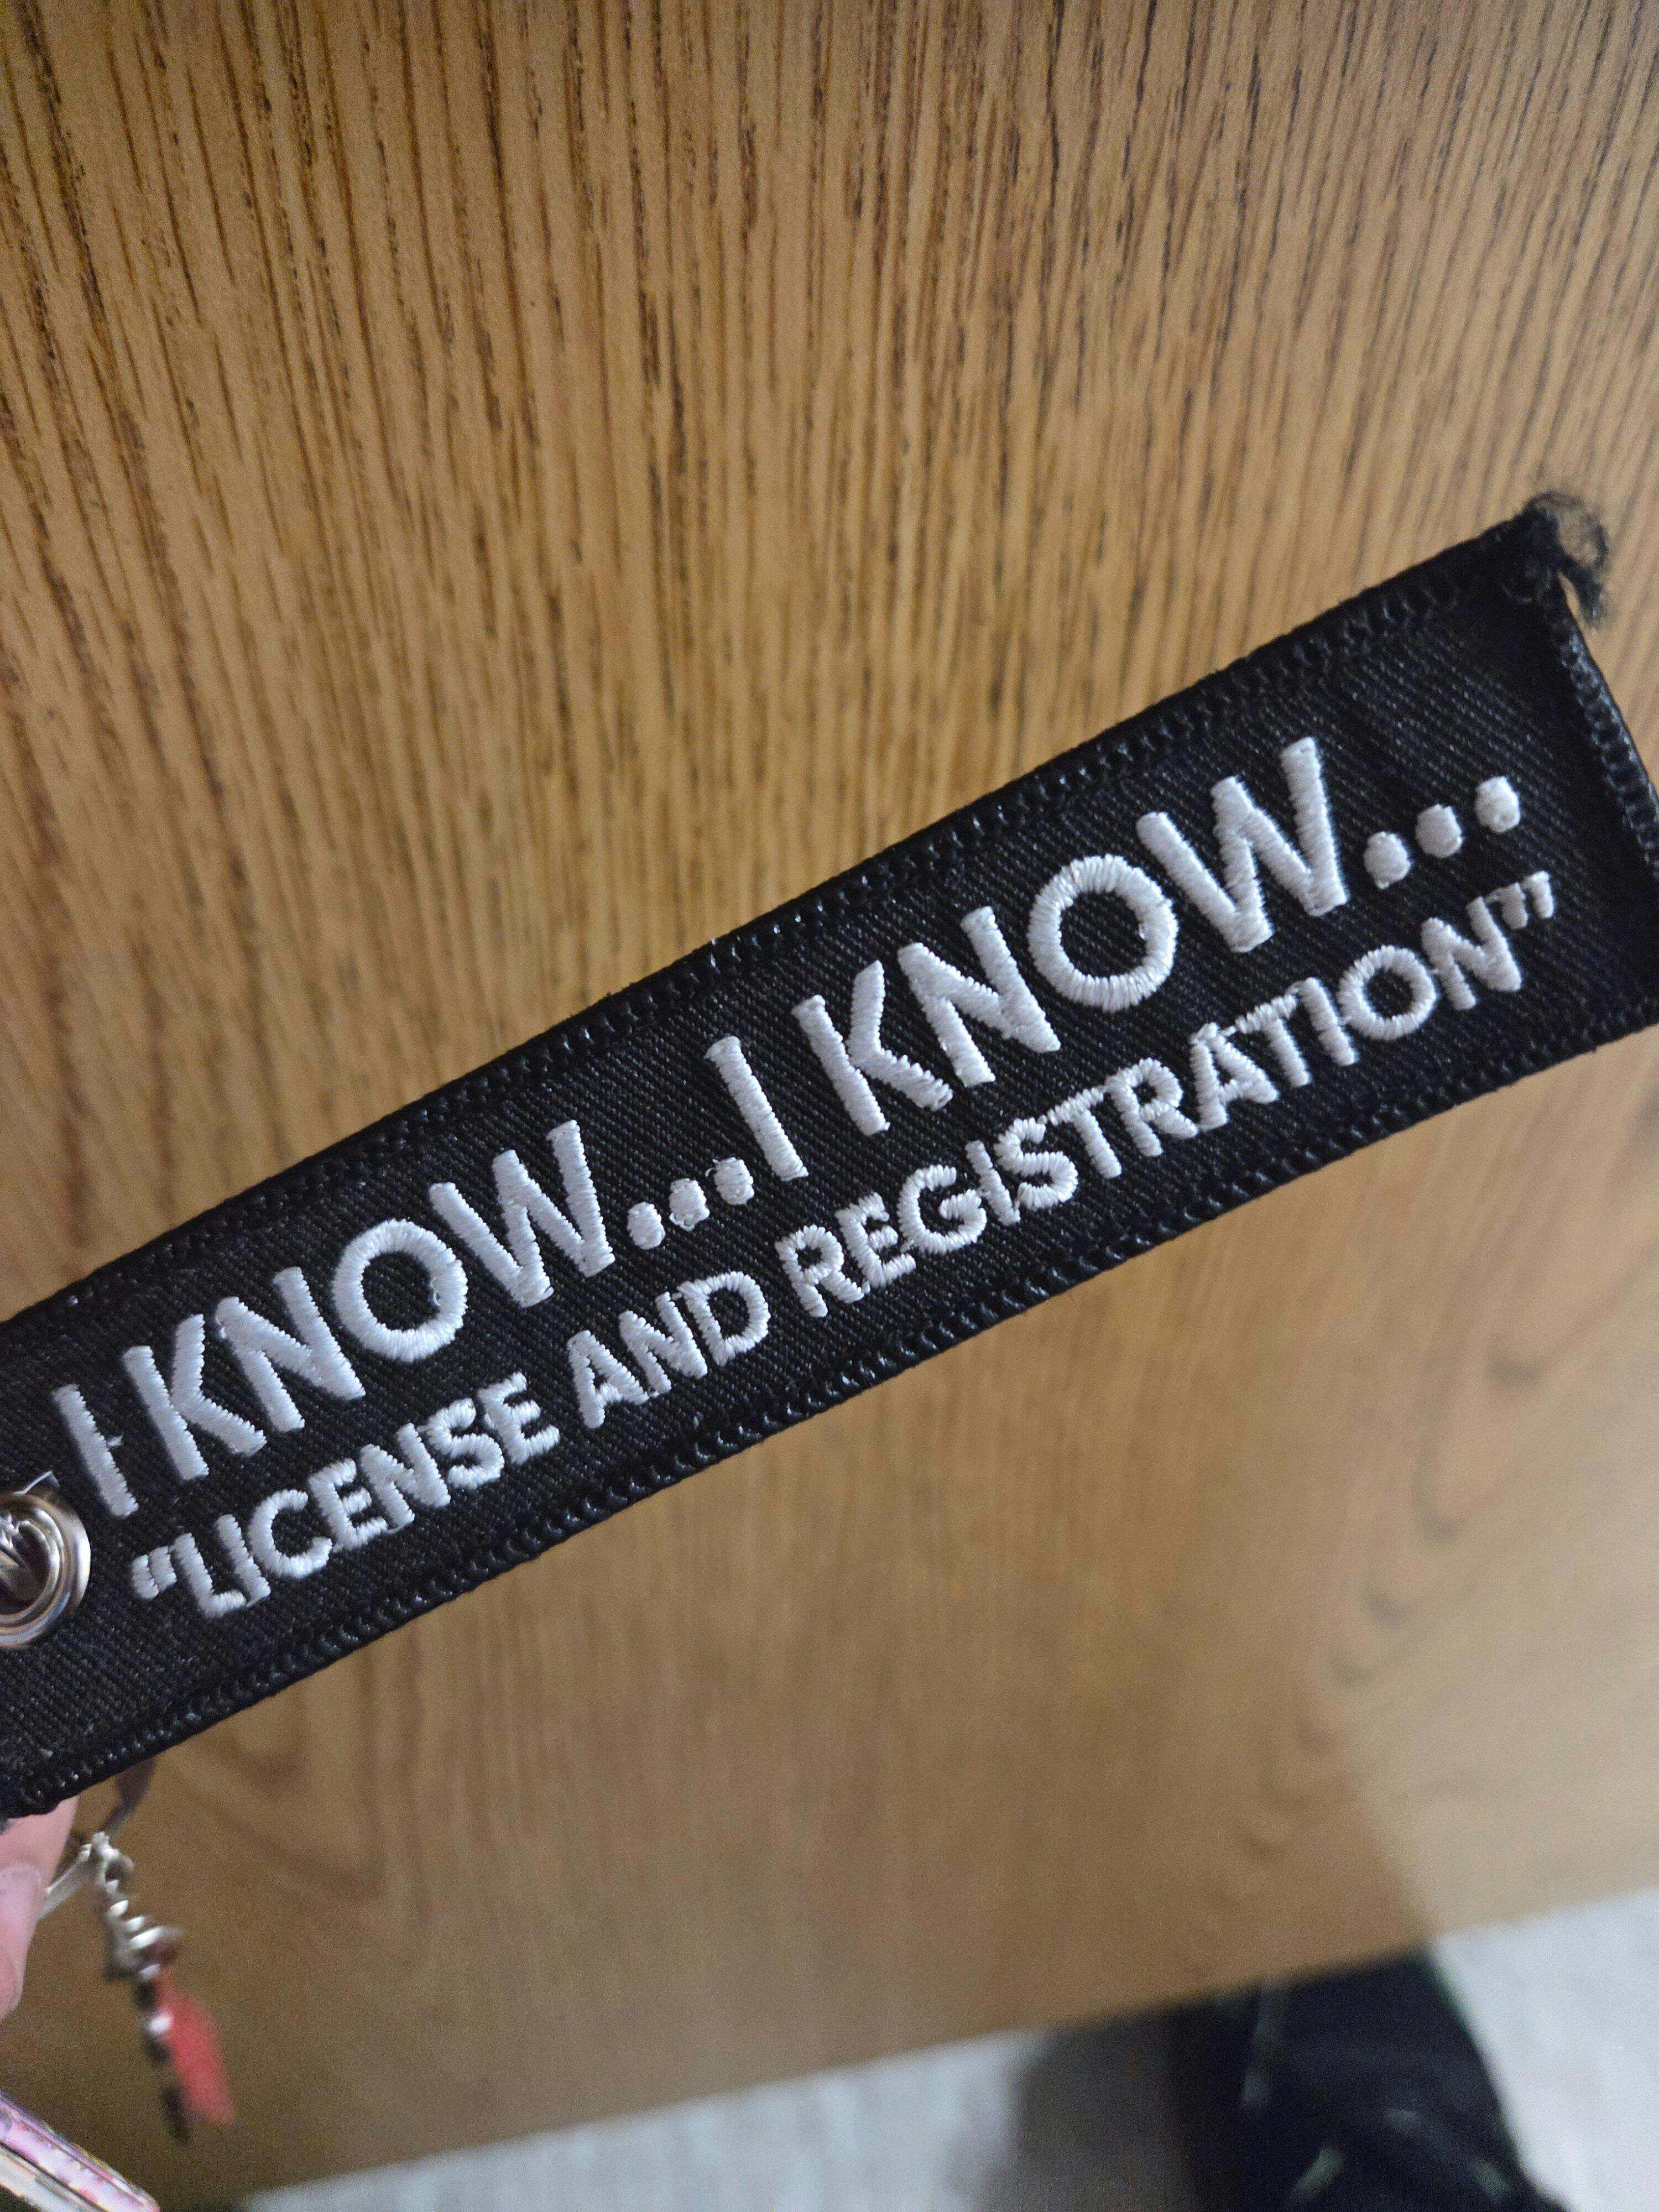 I KNOW...I KNOW...
“LICENSE AND REGISTRATION”